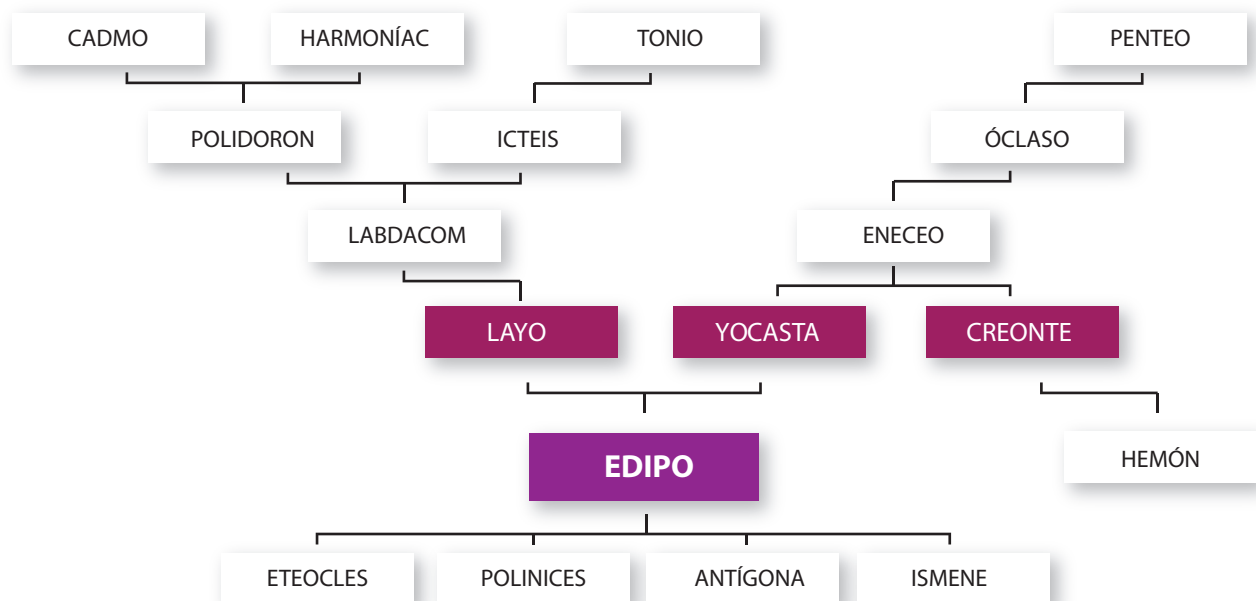 CADMO
HARMONÍAC
TONIO
PENTEO
POLIDORON
ICTEIS
ÓCLASO
LABDACOM
ENECEO
LAYO
YOCASTA
CREONTE
EDIPO
HEMÓN
ETEOCLES
POLINICES
ANTÍGONA
ISMENE